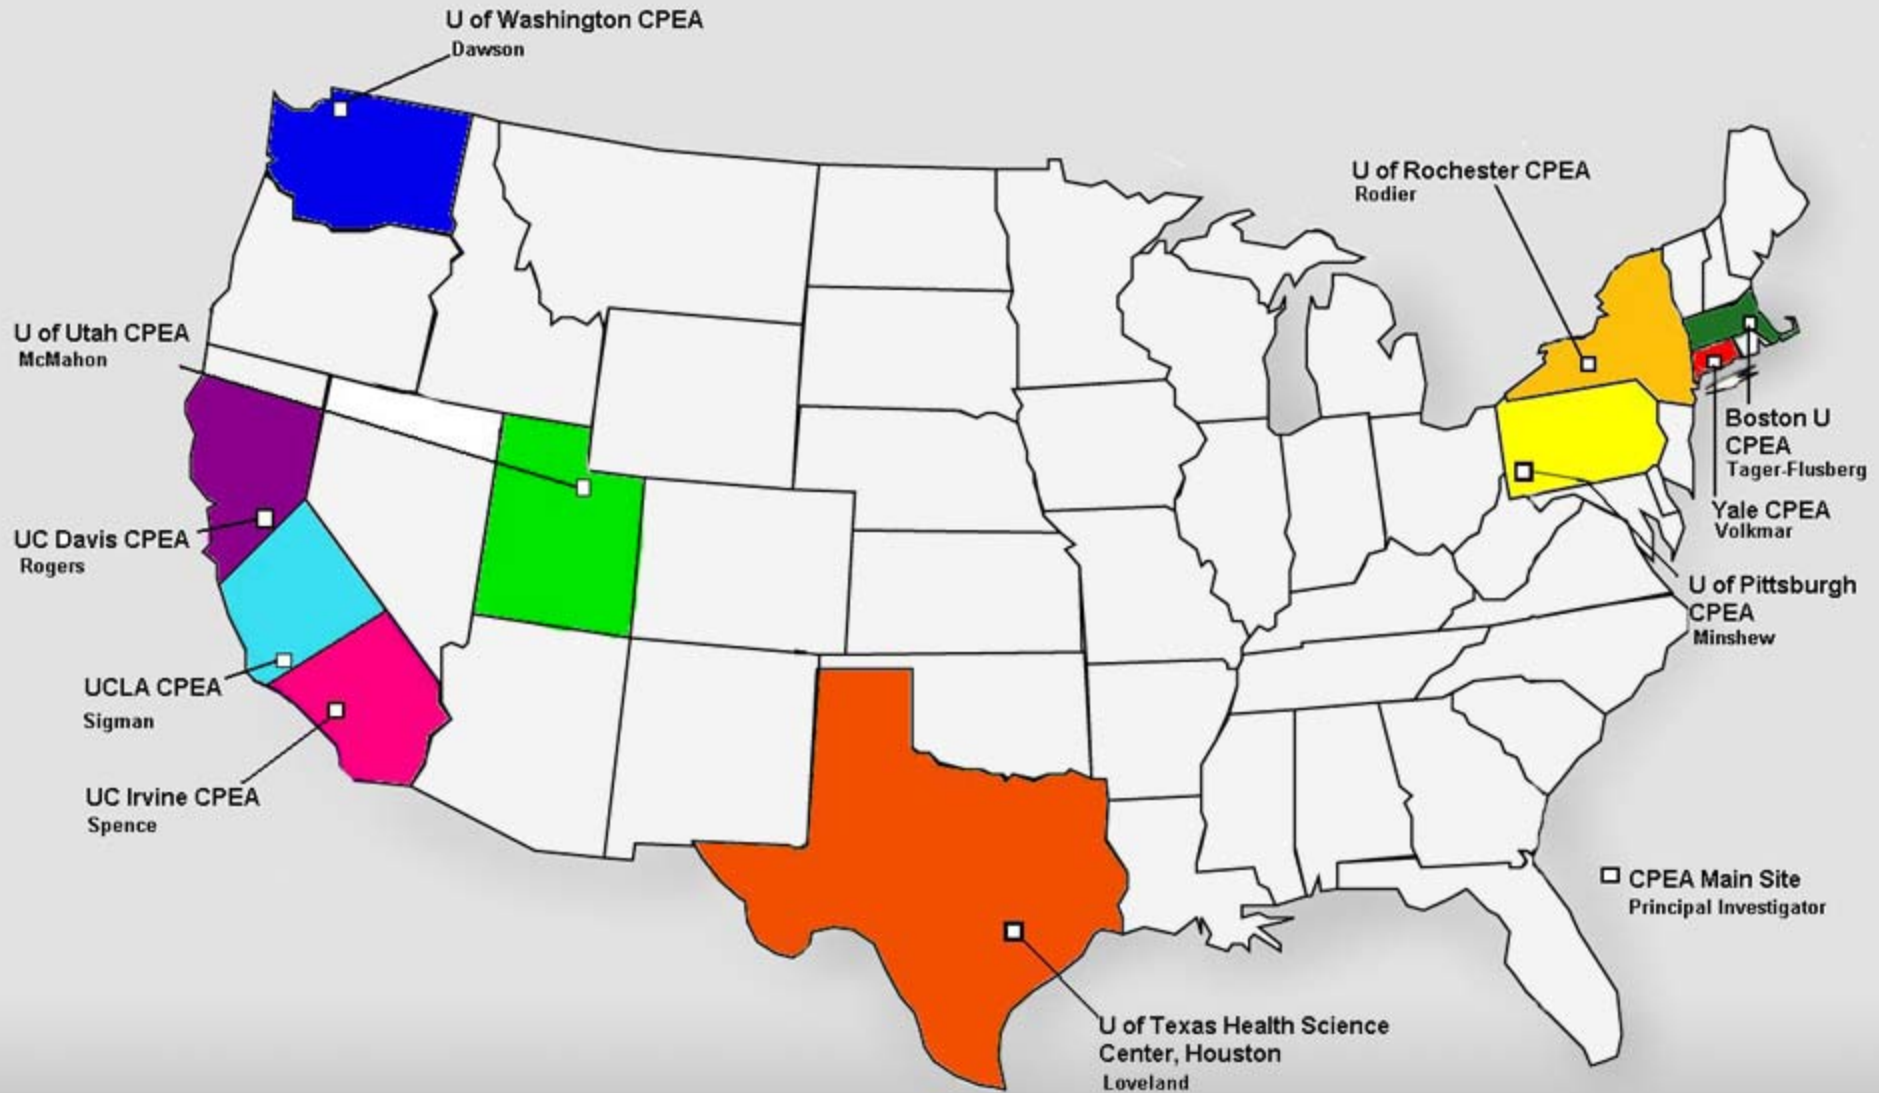 U of Washington CPEA
Dawson
U of Rochester CPEA
Rodier
U of Utah CPEA
McMahon
Boston U
CPEA
Tager-Flusberg
Yale CPEA
Volkmar
UC Davis CPEA
Rogers
U of Pittsburgh
CPEA
Minshew
UCLA CPEA
Sigman
UC Irvine CPEA
Spence
CPEA Main Site
Principal Investigator
U of Texas Health Science
Center, Houston
Loveland